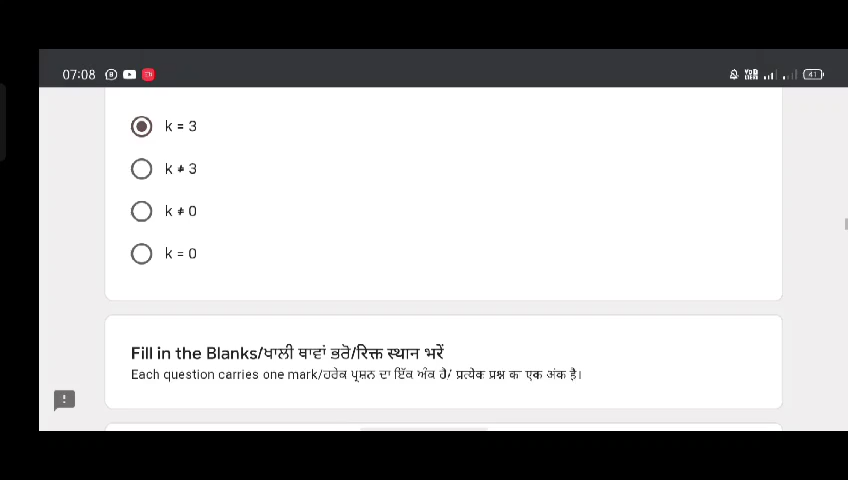 07:08
41
k = 3
k ≠ 3
k ≠ 0
k = 0
Fill in the Blanks/ਖਾਲੀ ਥਾਵਾਂ ਭਰੋ/रिक्त स्थान भरें
Each question carries one mark/ਹਰੇਕ ਪ੍ਰਸ਼ਨ ਦਾ ਇੱਕ ਅੰਕ ਹੈ/ प्रत्येक प्रश्न का एक अंक है।